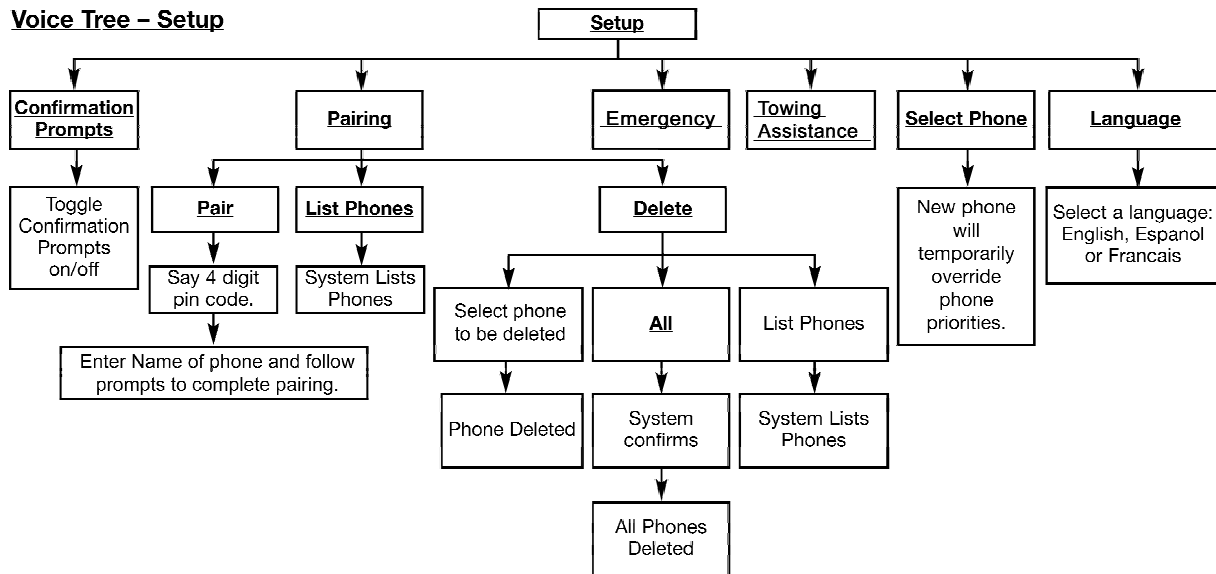 Voice Tree – Setup
Setup
Confirmation
Prompts
Pairing
Emergency
Towing
Assistance
Select Phone
Language
Toggle
Confirmation
Prompts
on/off
Pair
List Phones
Delete
New phone
will
temporarily
override
phone
priorities.
Select a language:
English, Espanol
or Francais
Say 4 digit
pin code.
System Lists
Phones
Select phone
to be deleted
All
List Phones
Enter Name of phone and follow
prompts to complete pairing.
Phone Deleted
System
confirms
System Lists
Phones
All Phones
Deleted